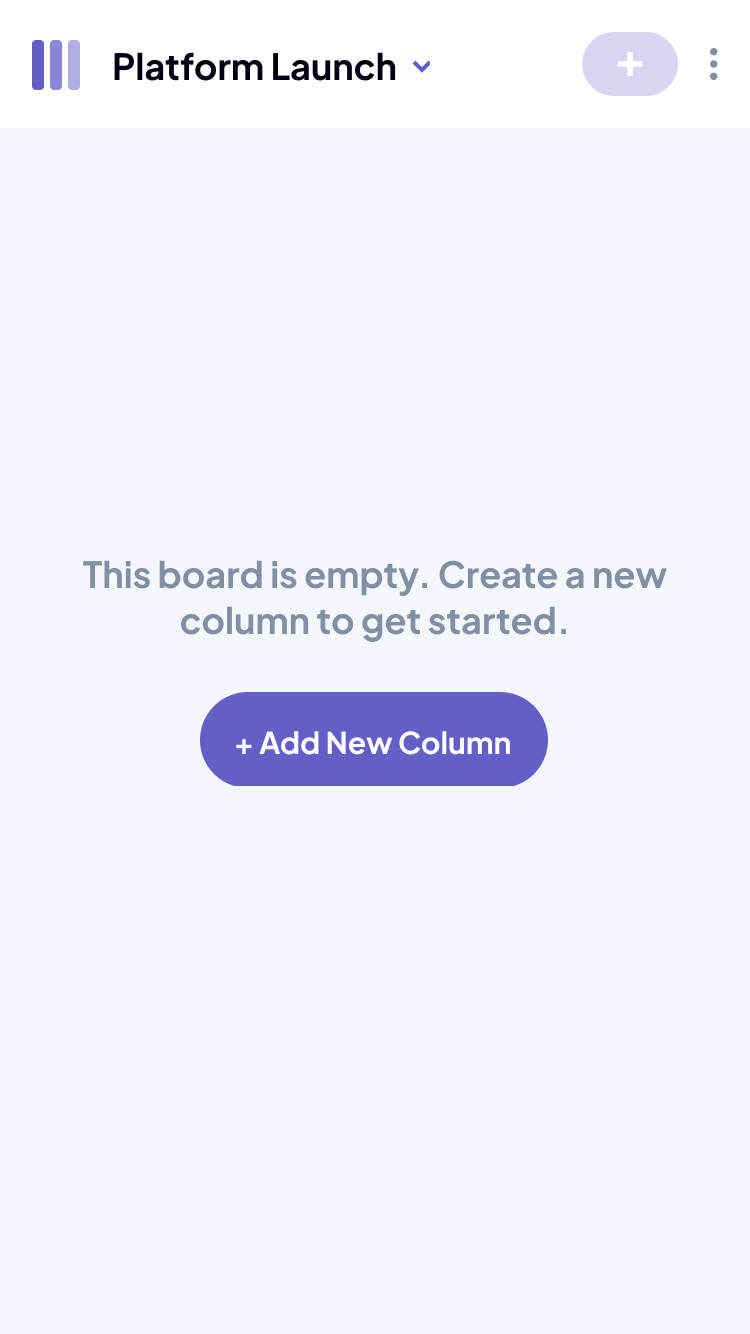 Platform Launch
+
This board is empty. Create a new
column to get started.
+ Add New Column